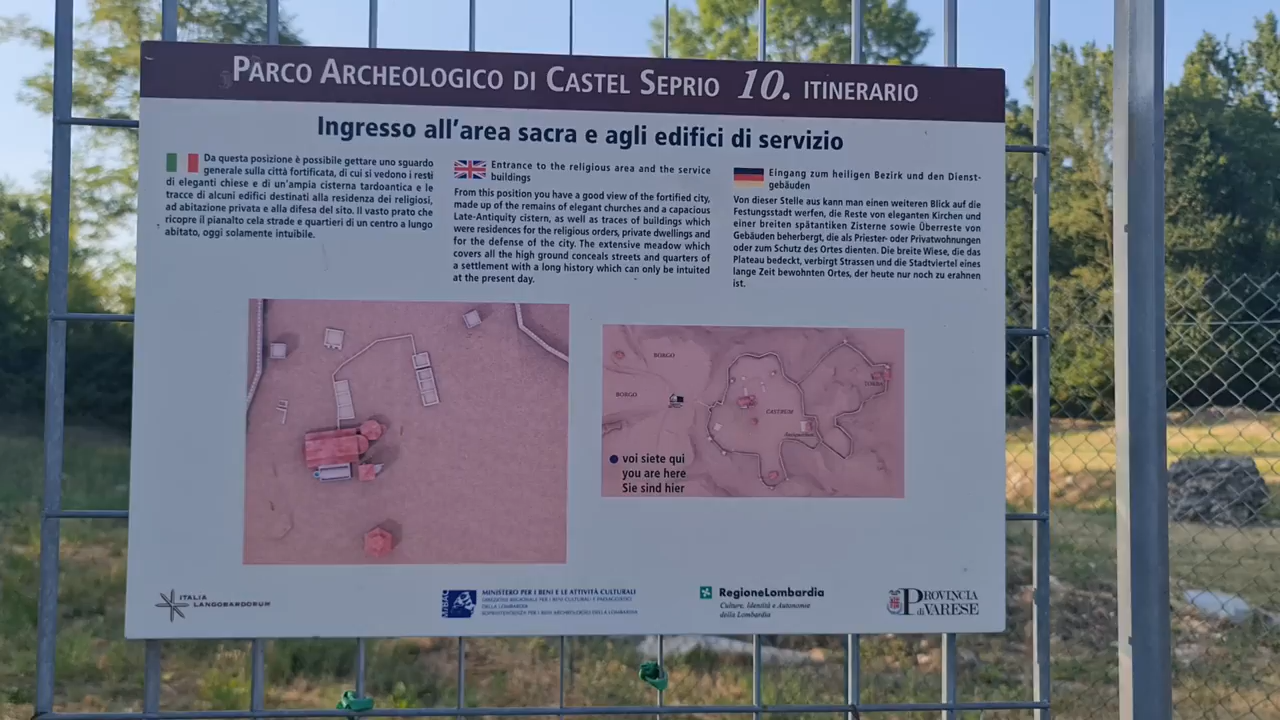 PARCO ARCHEOLOGICO DI CASTEL SEPRIO 10. ITINERARIO
Ingresso all'area sacra e agli edifici di servizio
Da questa posizione è possibile gettare uno sguardo
generale sulla città fortificata, di cui si vedono i resti
di eleganti chiese e di un'ampia cisterna tardoantica e le
tracce di alcuni edifici destinati alla residenza dei religiosi,
ad abitazione privata e alla difesa del sito. Il vasto prato che
ricopre il pianalto cela strade e quartieri di un centro a lungo
abitato, oggi solamente intuibile.
Entrance to the religious area and the service
buildings
From this position you have a good view of the fortified city,
made up of the remains of elegant churches and a capacious
Late-Antiquity cistern, as well as traces of buildings which
were residences for the religious orders, private dwellings and
for the defense of the city. The extensive meadow which
covers all the high ground conceals streets and quarters of
a settlement with a long history which can only be intuited
at the present day.
Eingang zum heiligen Bezirk und den Dienst-
gebäuden
Von dieser Stelle aus kann man einen weiteren Blick auf die
Festungsstadt werfen, die Reste von eleganten Kirchen und
einer breiten spätantiken Zisterne sowie Überreste von
Gebäuden beherbergt, die als Priester- oder Privatwohnungen
oder zum Schutz des Ortes dienten. Die breite Wiese, die das
Plateau bedeckt, verbirgt Strassen und die Stadtviertel eines
lange Zeit bewohnten Ortes, der heute nur noch zu erahnen
ist.
BORGO
BORGO
CASTRUM
voi siete qui
you are here
Sie sind hier
ITALIA
LANGOBARDORUM
MINISTERO PER I BENI E LE ATTIVITÀ CULTURALI
DIREZIONE REGIONALE PER I BENI CULTURALI E PAESAGGISTICI
DELLA LOMBARDIA
SOPRINTENDENZA PER I BENI ARCHEOLOGICI DELLA LOMBARDIA
RegioneLombardia
Culture, Identità e Autonomie
della Lombardia
PROVINCIA
di VARESE